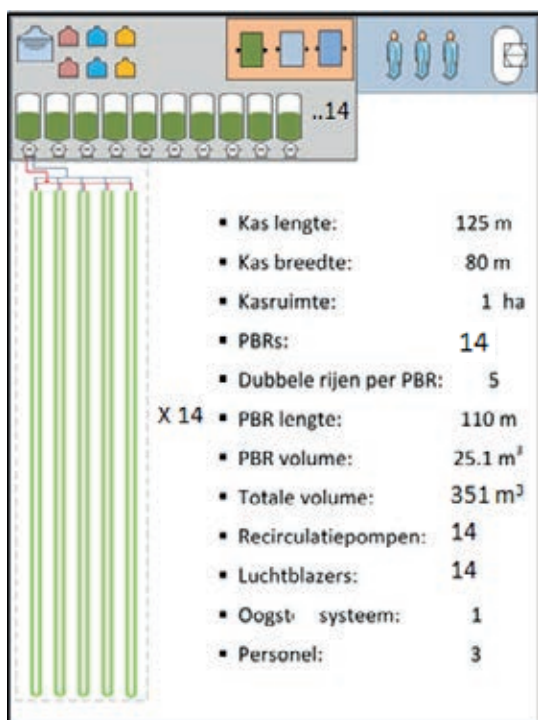 ..14
▪ Kas lengte: 125 m
▪ Kas breedte: 80 m
▪ Kasruimte: 1 ha
▪ PBRs: 14
▪ Dubbele rijen per PBR: 5
X 14 ▪ PBR lengte: 110 m
▪ PBR volume: 25.1 m³
▪ Totale volume: 351 m³
▪ Recirculatiepompen: 14
▪ Luchtblazers: 14
▪ Oogst systeem: 1
▪ Personel: 3